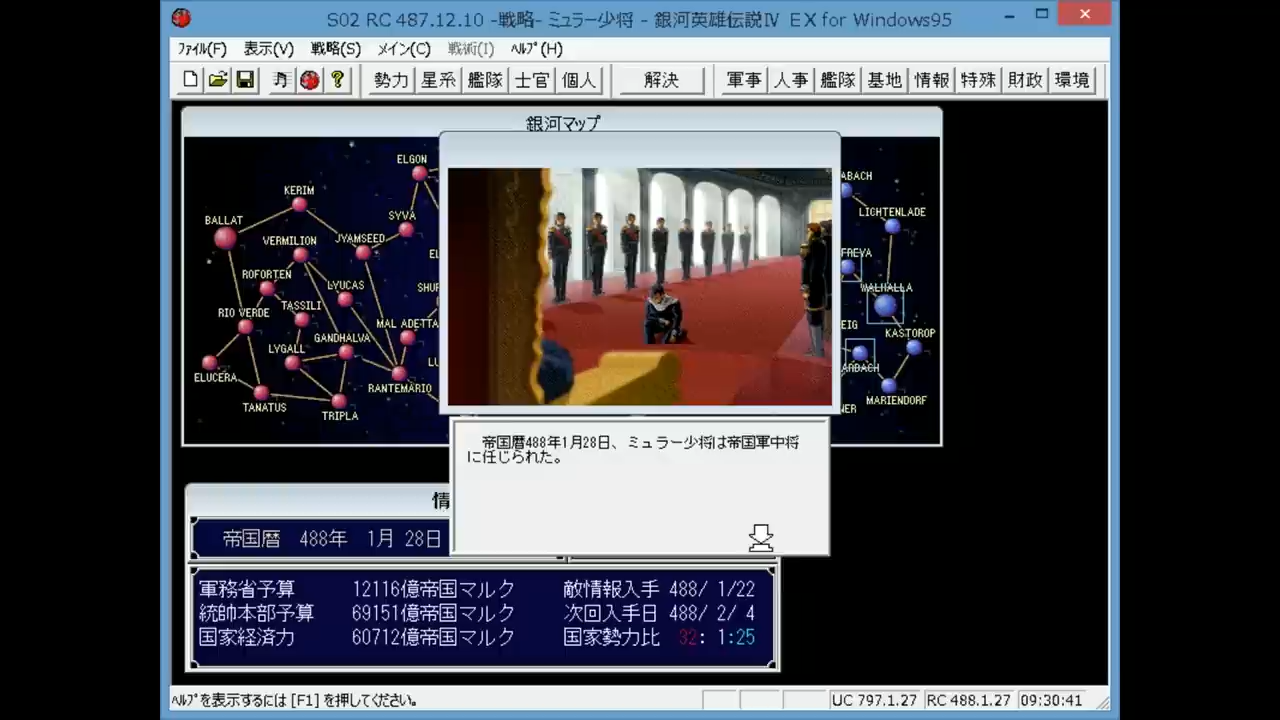 S02 RC 487.12.10 -戦略- ﾐｭﾗｰ少将 - 銀河英雄伝説Ⅳ EX for Windows95
ﾌｧｲﾙ(F) 表示(V) 戦略(S) メイン(C) 戦術(I) ﾍﾙﾌﾟ(H)
勢力 星系 艦隊 士官 個人 解決 軍事 人事 艦隊 基地 情報 特殊 財政 環境
銀河マップ
ELGON
KERIM
BALLAT
SYVA
VERMILION
JYAMSEED
ROFORTEN
LYUCAS
TASSILI
RIO VERDE
MAL ADETTA
GANDHALVA
LYGALL
ELUCERA
RANTEMARIO
TANATUS
TRIPLA
ABACH
LICHTENLADE
FREYA
WALHALLA
EIG
KASTOROP
ARBACH
MARIENDORF
NER
帝国暦488年1月28日、ミュラー少将は帝国軍中将
に任じられた。
情
帝国暦 488年 1月 28日
軍務省予算 12116億帝国マルク 敵情報入手 488/ 1/22
統帥本部予算 69151億帝国マルク 次回入手日 488/ 2/ 4
国家経済力 60712億帝国マルク 国家勢力比 32: 1:25
ﾍﾙﾌﾟを表示するには [F1] を押してください。
UC 797.1.27 RC 488.1.27 09:30:41